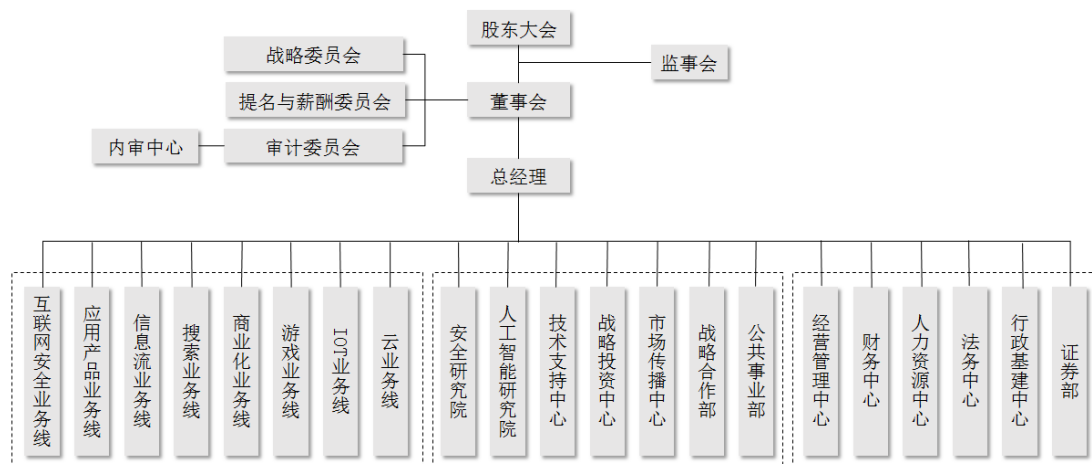 股东大会
战略委员会
监事会
提名与薪酬委员会
董事会
内审中心
审计委员会
总经理
互联网安全业务线
应用产品业务线
信息流业务线
搜索业务线
商业化业务线
游戏业务线
IOT业务线
云业务线
安全研究院
人工智能研究院
技术支持中心
战略投资中心
市场传播中心
战略合作部
公共事业部
经营管理中心
财务中心
人力资源中心
法务中心
行政基建中心
证券部